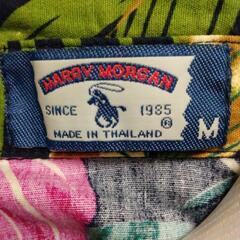 HARRY MORGAN
SINCE 1985
®
MADE IN THAILAND
M